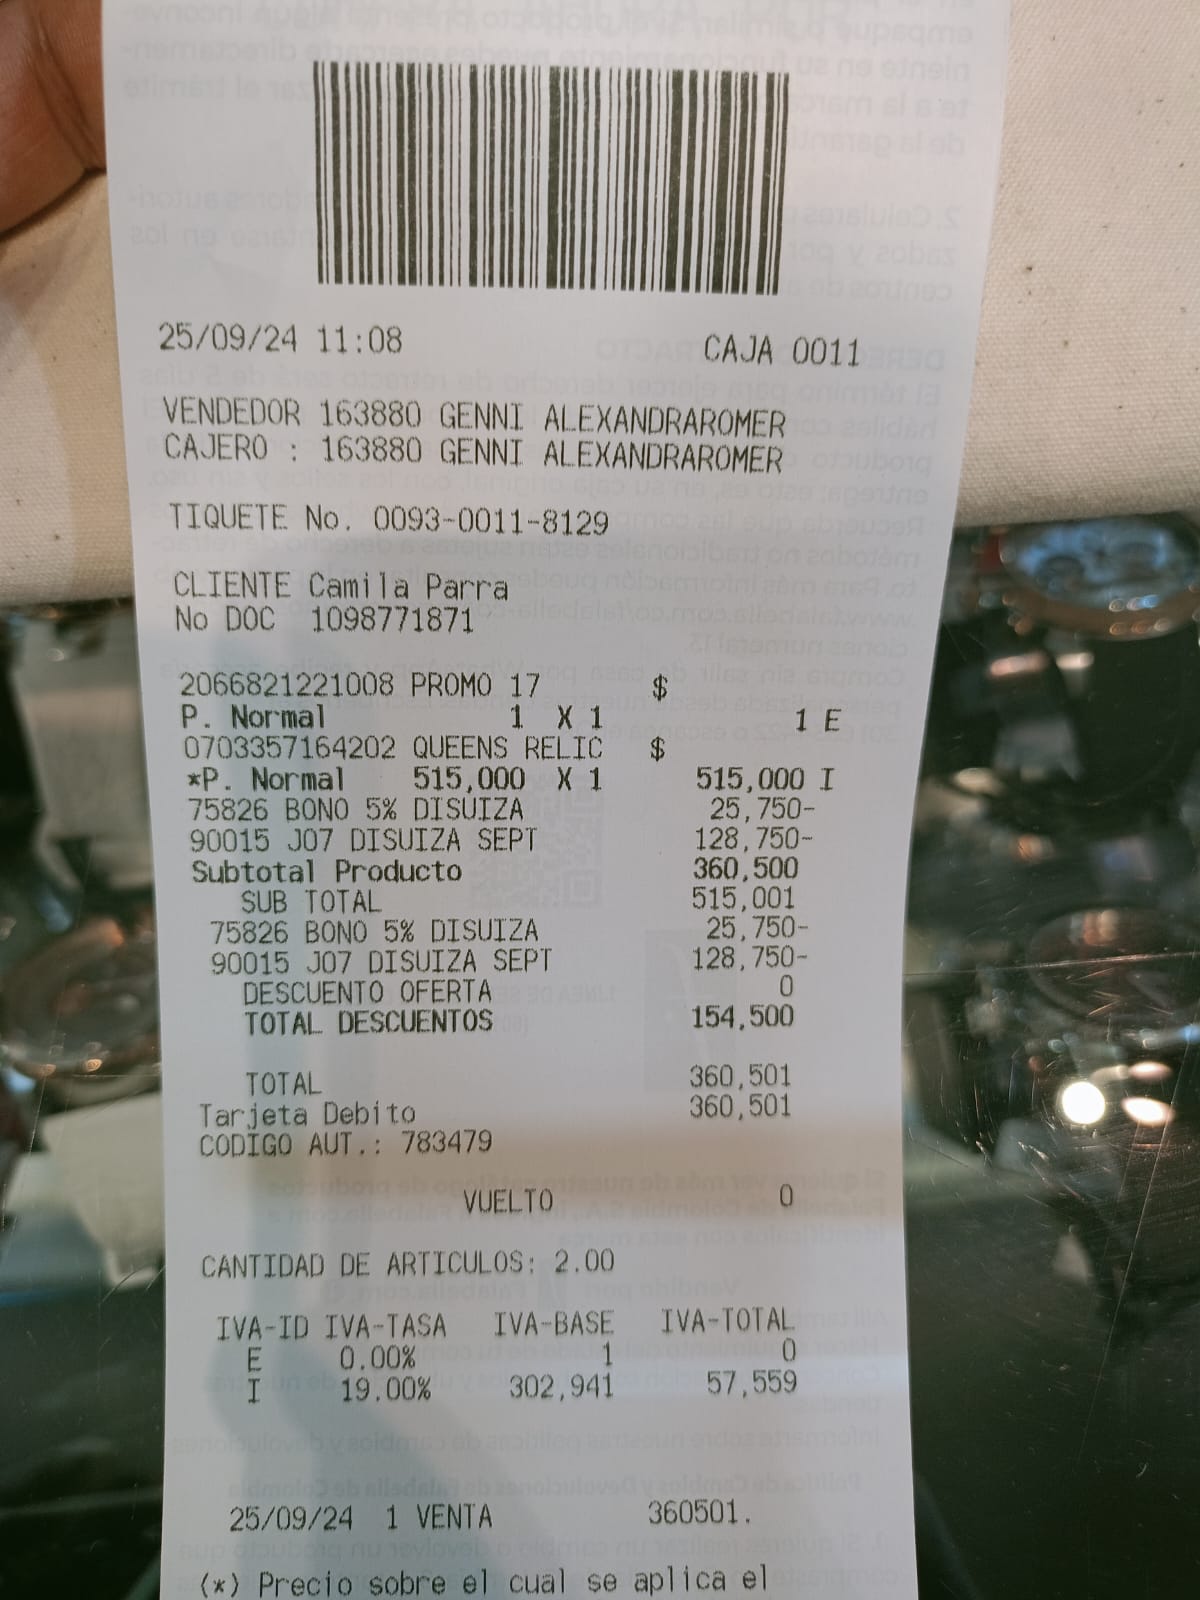 25/09/24 11:08 CAJA 0011
VENDEDOR 163880 GENNI ALEXANDRAROMER
CAJERO : 163880 GENNI ALEXANDRAROMER
TIQUETE No. 0093-0011-8129
CLIENTE Camila Parra
No DOC 1098771871
2066821221008 PROMO 17 $
P. Normal 1 X 1 1 E
0703357164202 QUEENS RELIC $
*P. Normal 515,000 X 1 515,000 I
75826 BONO 5% DISUIZA 25,750-
90015 J07 DISUIZA SEPT 128,750-
Subtotal Producto 360,500
SUB TOTAL 515,001
75826 BONO 5% DISUIZA 25,750-
90015 J07 DISUIZA SEPT 128,750-
DESCUENTO OFERTA 0
TOTAL DESCUENTOS 154,500
TOTAL 360,501
Tarjeta Debito 360,501
CODIGO AUT.: 783479
VUELTO 0
CANTIDAD DE ARTICULOS: 2.00
IVA-ID IVA-TASA IVA-BASE IVA-TOTAL
E 0.00% 1 0
I 19.00% 302,941 57,559
25/09/24 1 VENTA 360501.
(*) Precio sobre el cual se aplica el